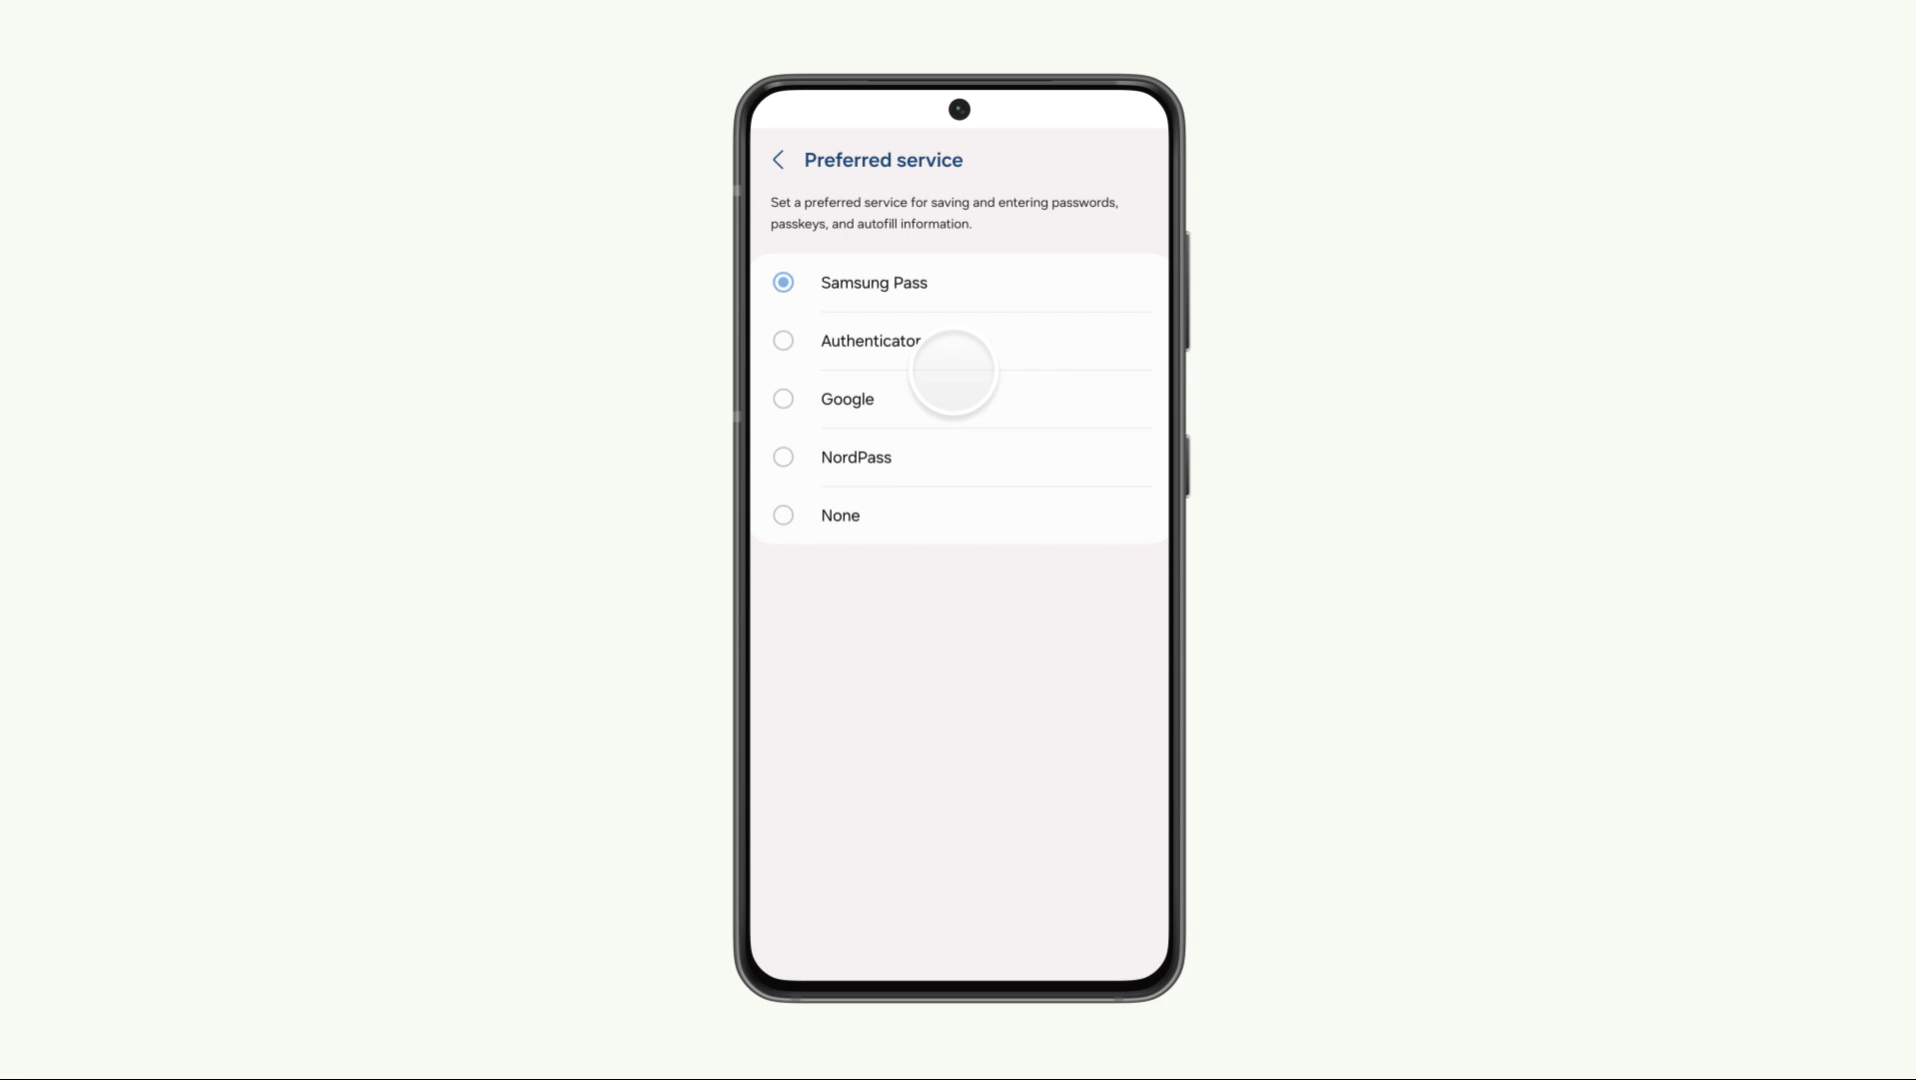 Preferred service
Set a preferred service for saving and entering passwords,
passkeys, and autofill information.
Samsung Pass
Authenticator
Google
NordPass
None